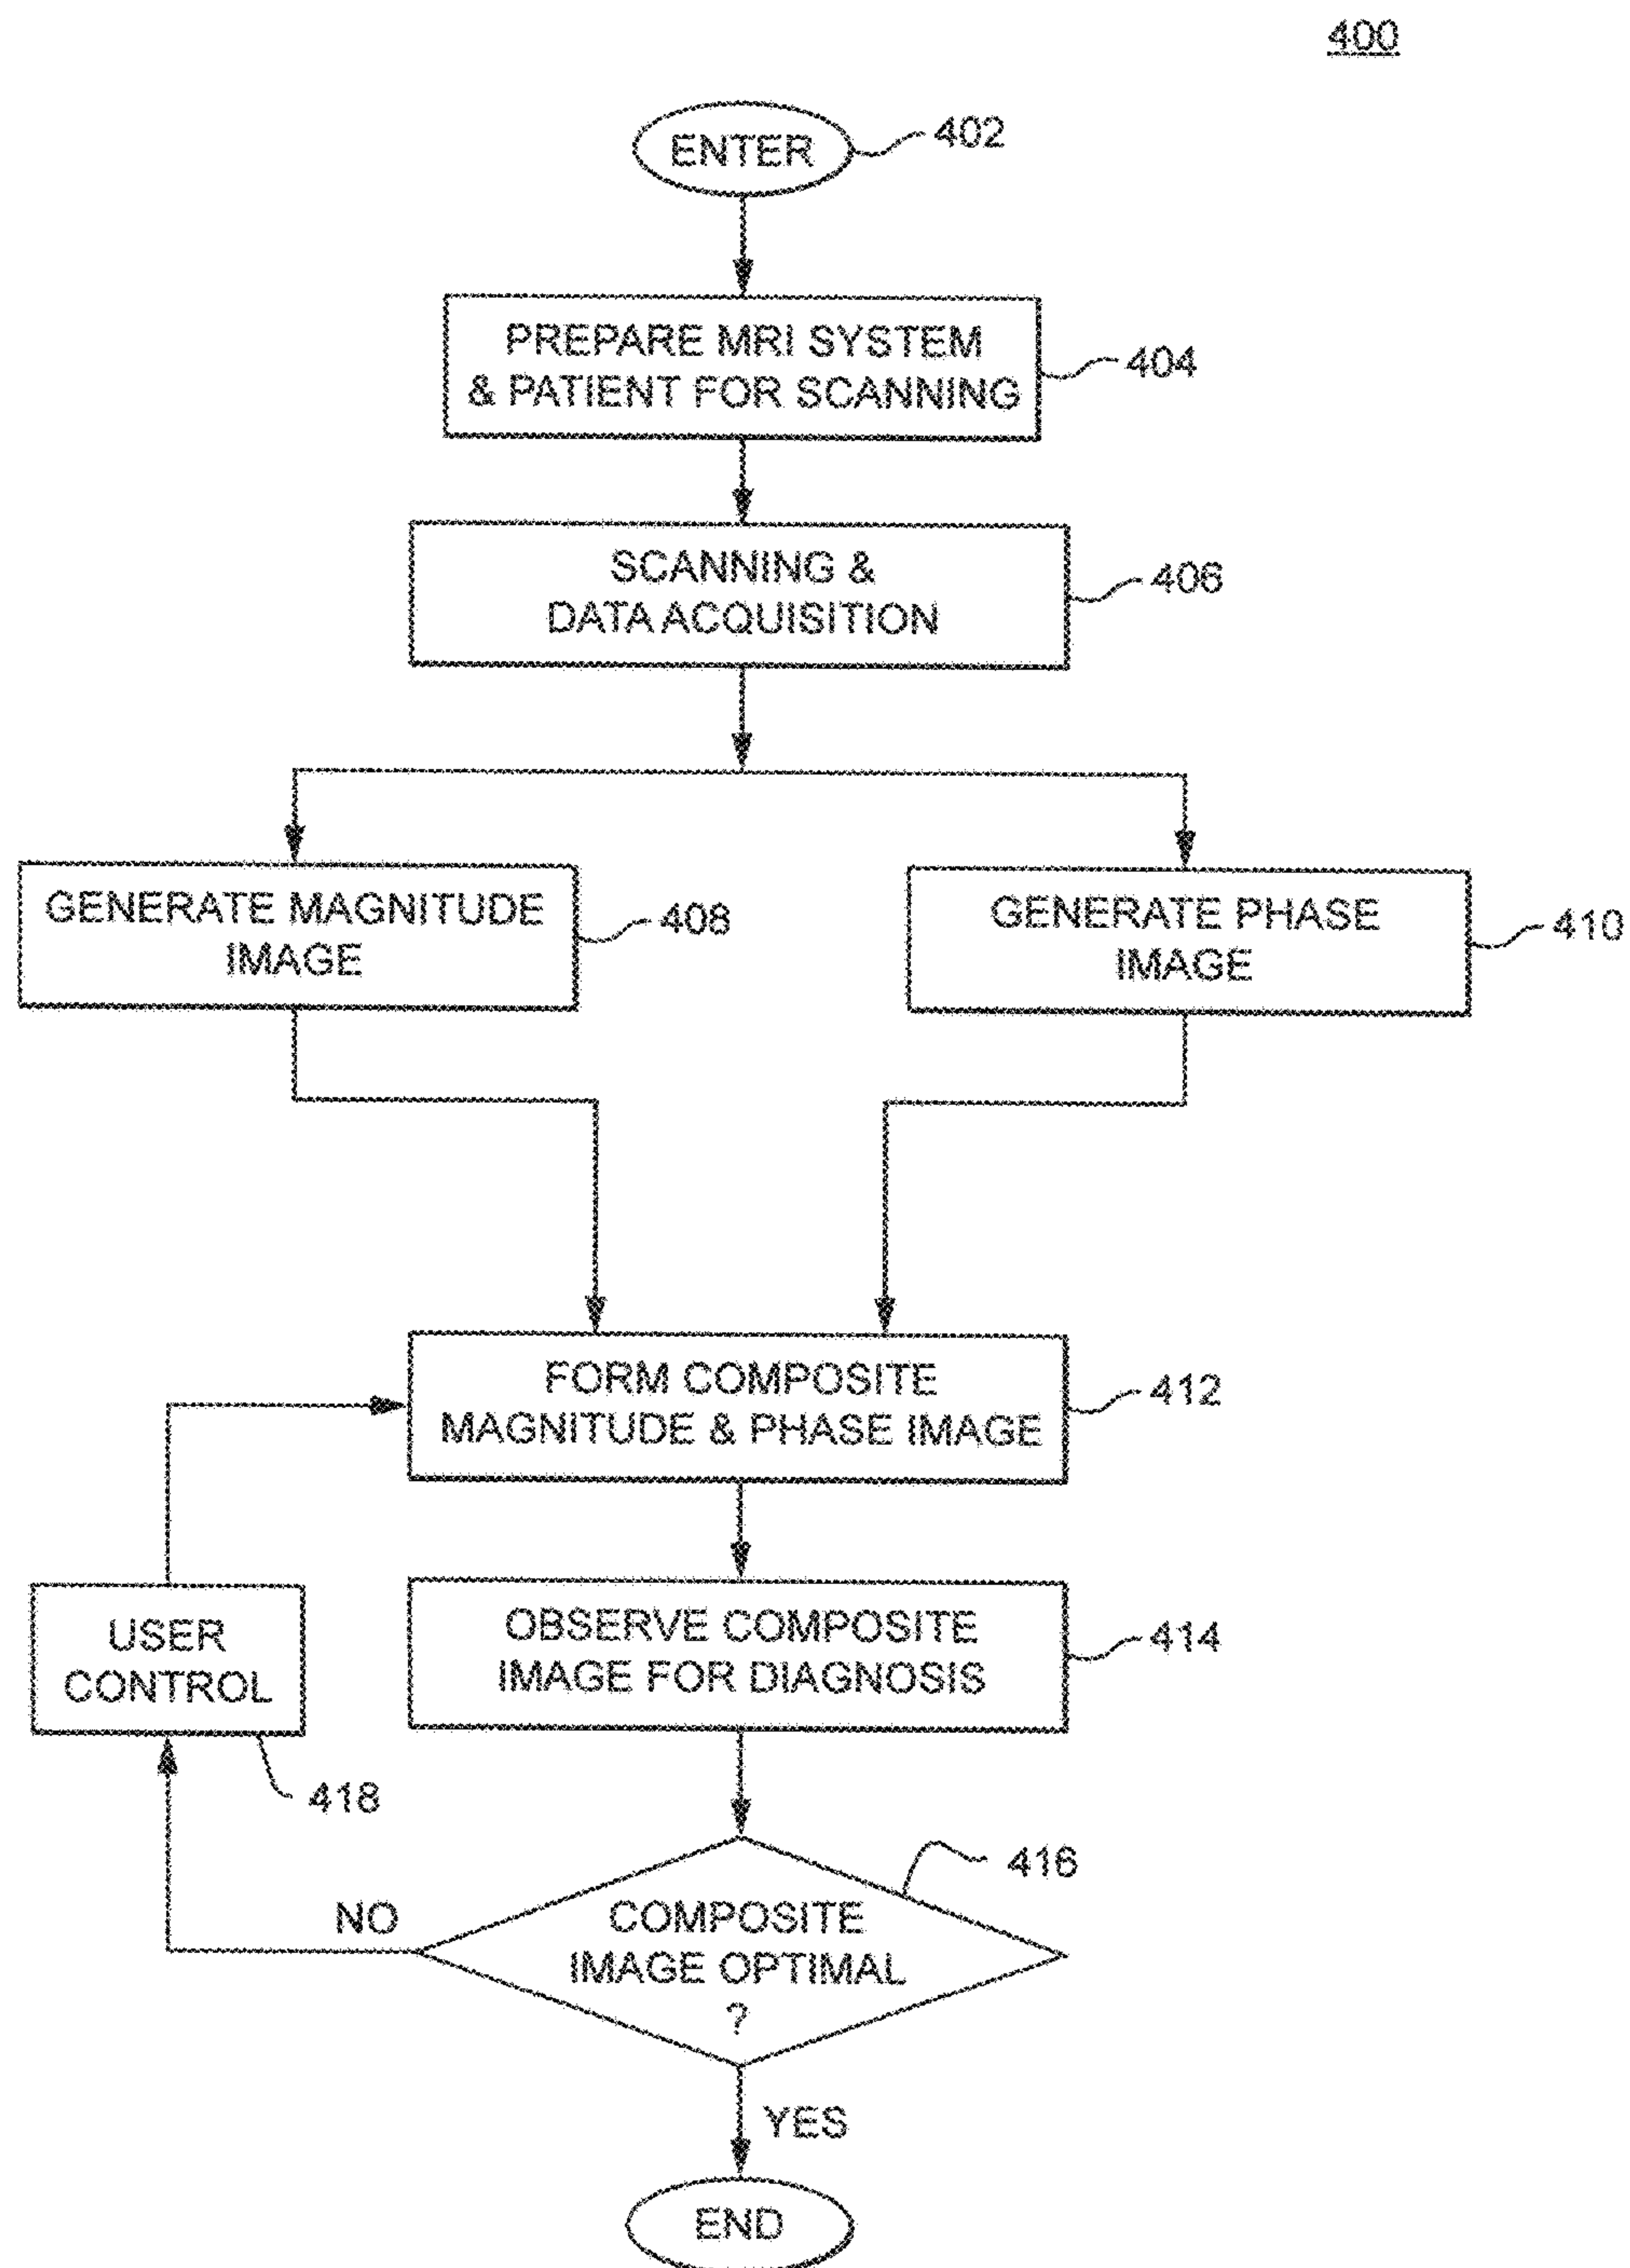 400
ENTER
402
PREPARE MRI SYSTEM
& PATIENT FOR SCANNING
404
SCANNING &
DATA ACQUISITION
406
GENERATE MAGNITUDE
IMAGE
408
GENERATE PHASE
IMAGE
410
FORM COMPOSITE
MAGNITUDE & PHASE IMAGE
412
OBSERVE COMPOSITE
IMAGE FOR DIAGNOSIS
414
USER
CONTROL
418
COMPOSITE
IMAGE OPTIMAL
?
416
NO
YES
END